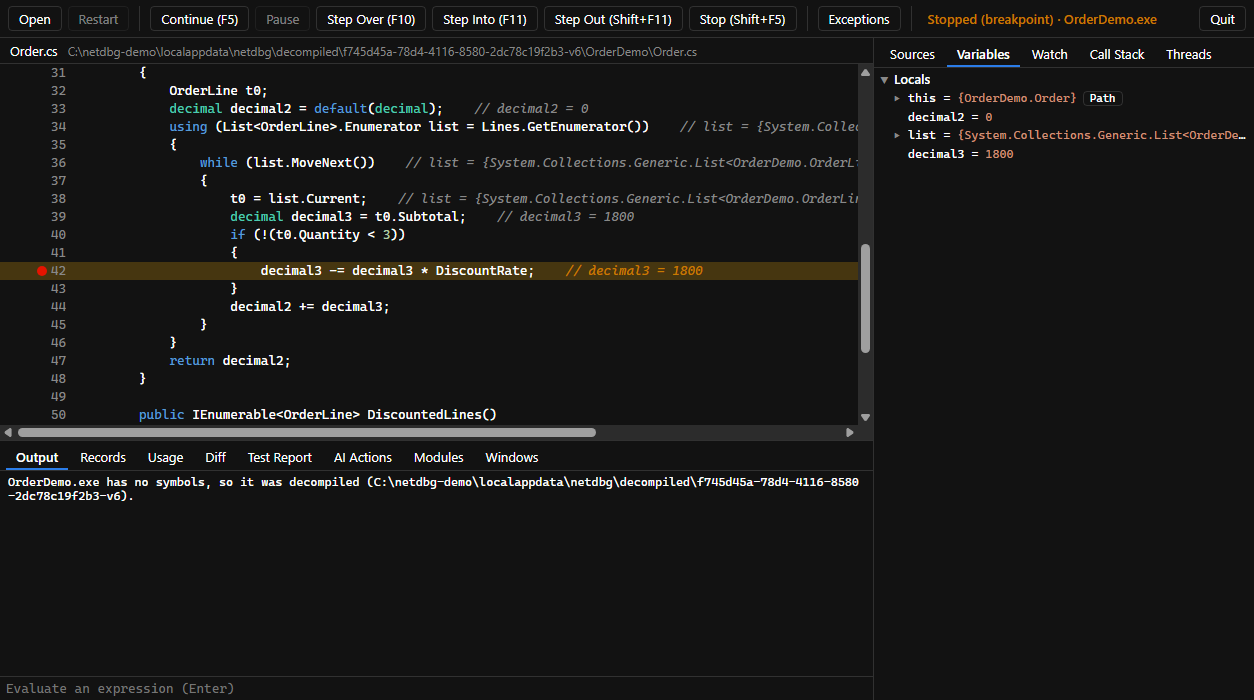 Open Restart Continue (F5) Pause Step Over (F10) Step Into (F11) Step Out (Shift+F11) Stop (Shift+F5) Exceptions Stopped (breakpoint) · OrderDemo.exe Quit
Order.cs C:\netdbg-demo\localappdata\netdbg\decompiled\f745d45a-78d4-4116-8580-2dc78c19f2b3-v6\OrderDemo\Order.cs
31 {
32 OrderLine t0;
33 decimal decimal2 = default(decimal); // decimal2 = 0
34 using (List<OrderLine>.Enumerator list = Lines.GetEnumerator()) // list = {System.Collec
35 {
36 while (list.MoveNext()) // list = {System.Collections.Generic.List<OrderDemo.OrderLi
37 {
38 t0 = list.Current; // list = {System.Collections.Generic.List<OrderDemo.OrderLin
39 decimal decimal3 = t0.Subtotal; // decimal3 = 1800
40 if (!(t0.Quantity < 3))
41 {
42 decimal3 -= decimal3 * DiscountRate; // decimal3 = 1800
43 }
44 decimal2 += decimal3;
45 }
46 }
47 return decimal2;
48 }
49
50 public IEnumerable<OrderLine> DiscountedLines()
Sources Variables Watch Call Stack Threads
Locals
this = {OrderDemo.Order} Path
decimal2 = 0
list = {System.Collections.Generic.List<OrderDe…
decimal3 = 1800
Output Records Usage Diff Test Report AI Actions Modules Windows
OrderDemo.exe has no symbols, so it was decompiled (C:\netdbg-demo\localappdata\netdbg\decompiled\f745d45a-78d4-4116-8580
-2dc78c19f2b3-v6).
Evaluate an expression (Enter)